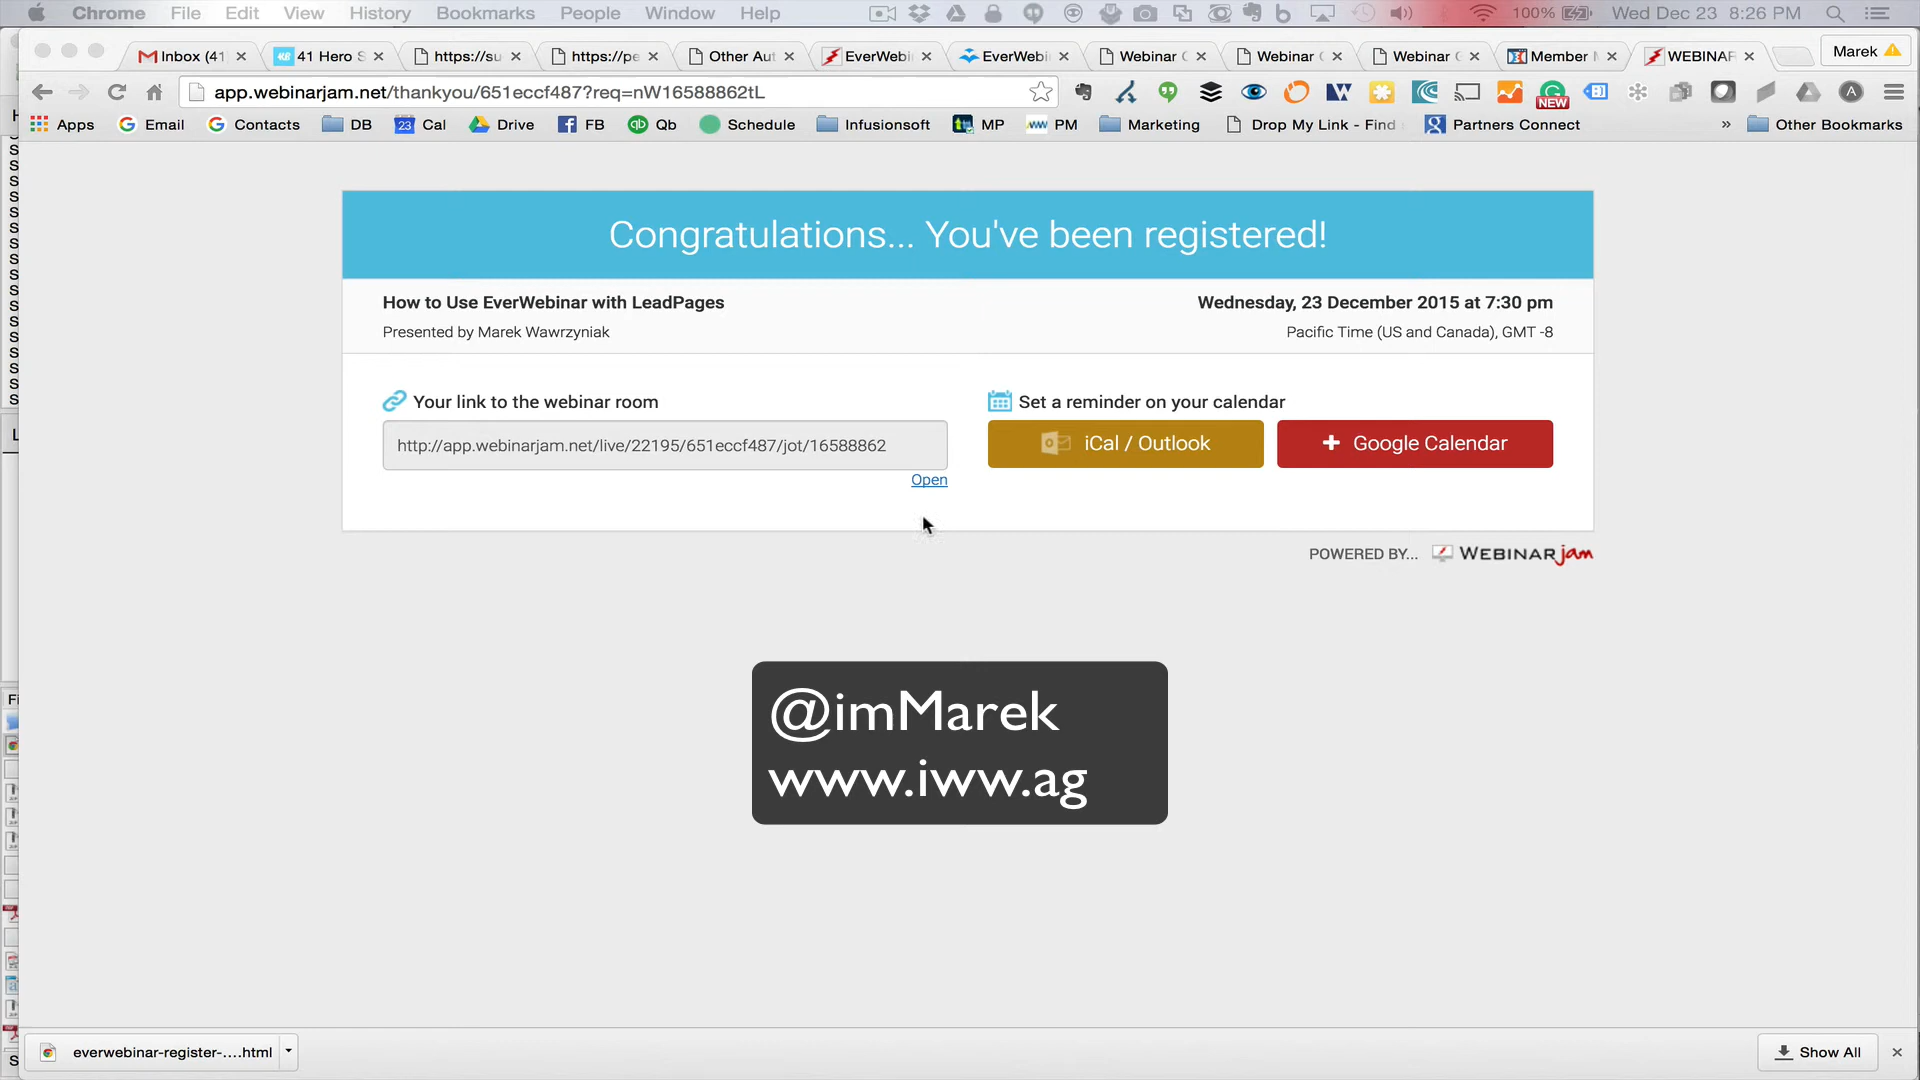 Chrome File Edit View History Bookmarks People Window Help 100% Wed Dec 23 8:26 PM
Inbox (41 41 Hero S https://su https://pe Other Aut EverWebi EverWebi Webinar Webinar Webinar Member WEBINAR Marek
app.webinarjam.net/thankyou/651eccf487?req=nW16588862tL
NEW
Apps Email Contacts DB 23 Cal Drive FB Qb Schedule Infusionsoft MP PM Marketing Drop My Link - Find Partners Connect » Other Bookmarks
Congratulations... You've been registered!
How to Use EverWebinar with LeadPages
Wednesday, 23 December 2015 at 7:30 pm
Presented by Marek Wawrzyniak
Pacific Time (US and Canada), GMT -8
Your link to the webinar room
Set a reminder on your calendar
http://app.webinarjam.net/live/22195/651eccf487/jot/16588862
iCal / Outlook
+ Google Calendar
Open
POWERED BY... WEBINARjam
@imMarek
www.iww.ag
everwebinar-register-....html
Show All